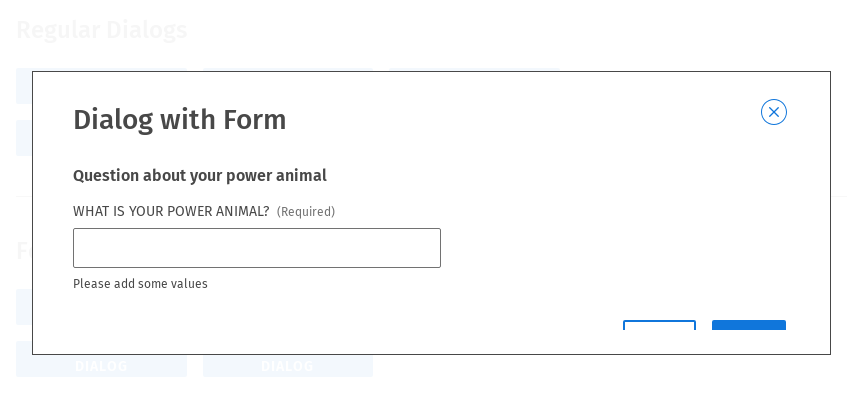 Regular Dialogs
Dialog with Form
Question about your power animal
WHAT IS YOUR POWER ANIMAL? (Required)
Please add some values
DIALOG DIALOG